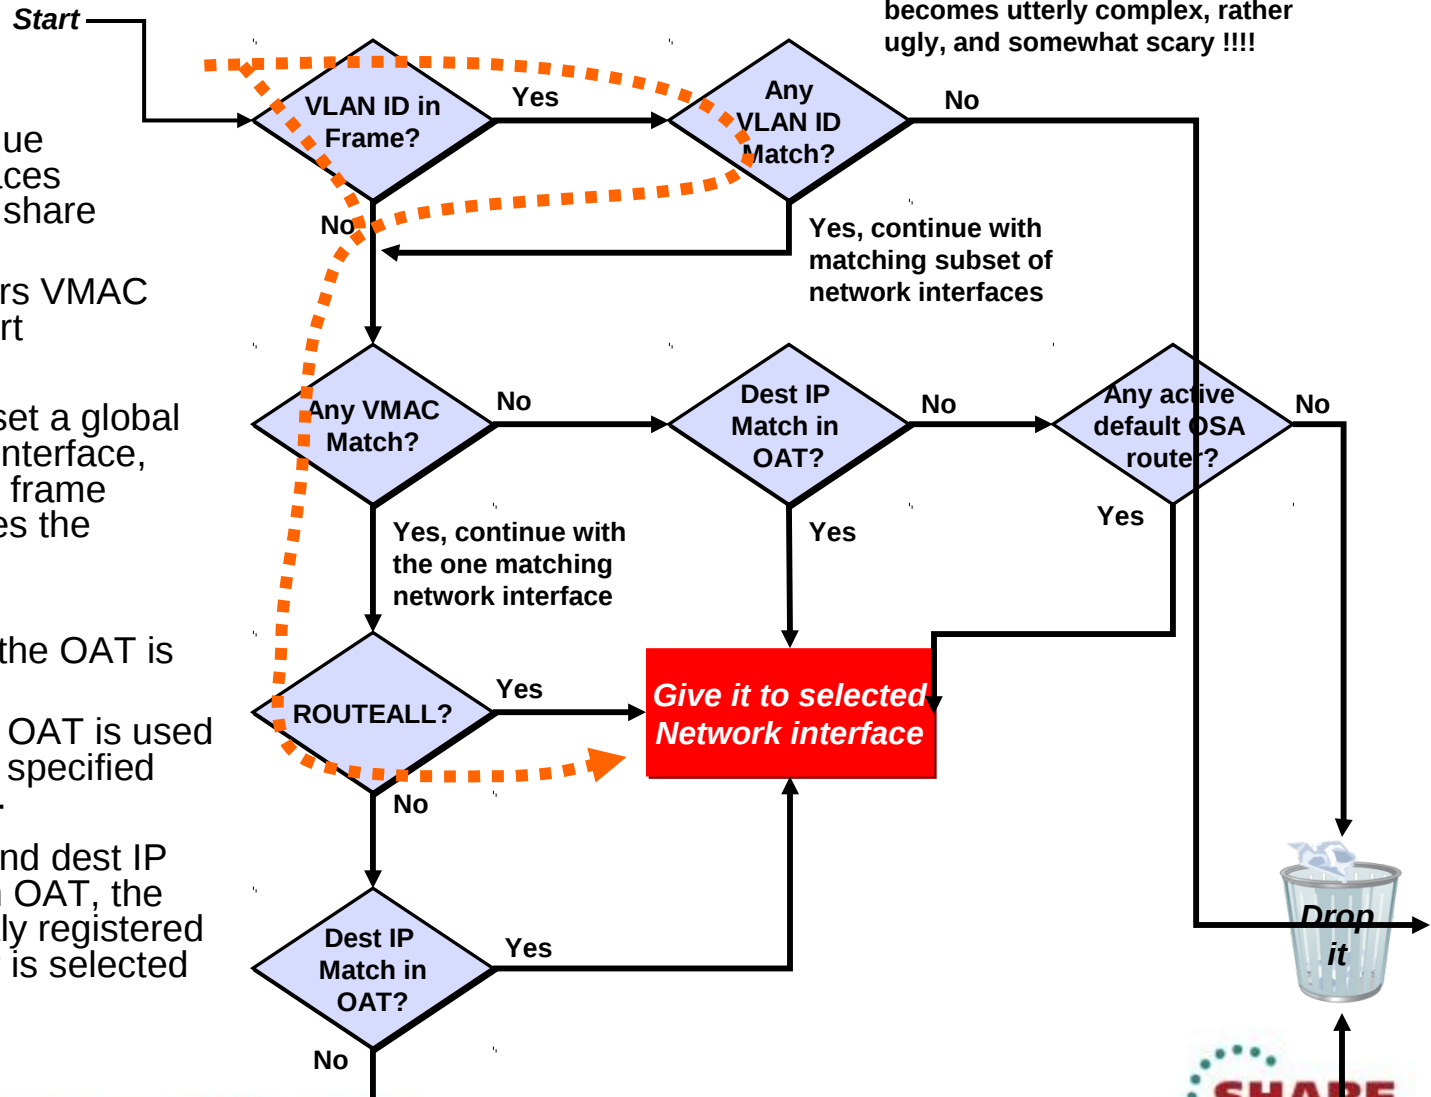 becomes utterly complex, rather
ugly, and somewhat scary !!!!
Start
VLAN ID in
Frame?
Yes
Any
VLAN ID
Match?
No
No
Yes, continue with
matching subset of
network interfaces
ue
aces
share
rs VMAC
rt
set a global
nterface,
frame
es the
the OAT is
OAT is used
specified
.
nd dest IP
n OAT, the
ly registered
r is selected
Any VMAC
Match?
No
Dest IP
Match in
OAT?
No
Any active
default OSA
router?
No
Yes, continue with
the one matching
network interface
Yes
Yes
ROUTEALL?
Yes
Give it to selected
Network interface
No
Dest IP
Match in
OAT?
Yes
Drop
it
No
SHARE